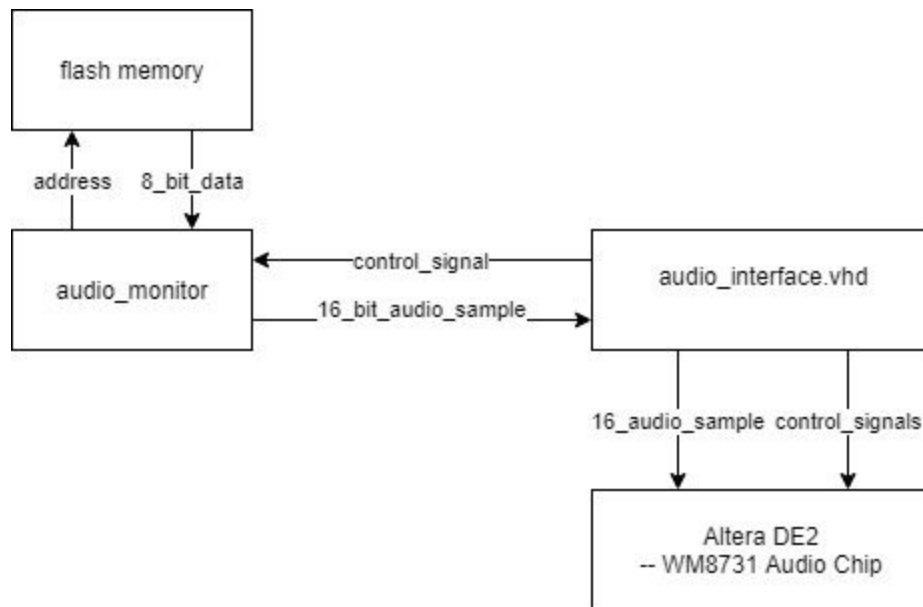 flash memory
address
8_bit_data
audio_monitor
control_signal
16_bit_audio_sample
audio_interface.vhd
16_audio_sample
control_signals
Altera DE2
-- WM8731 Audio Chip